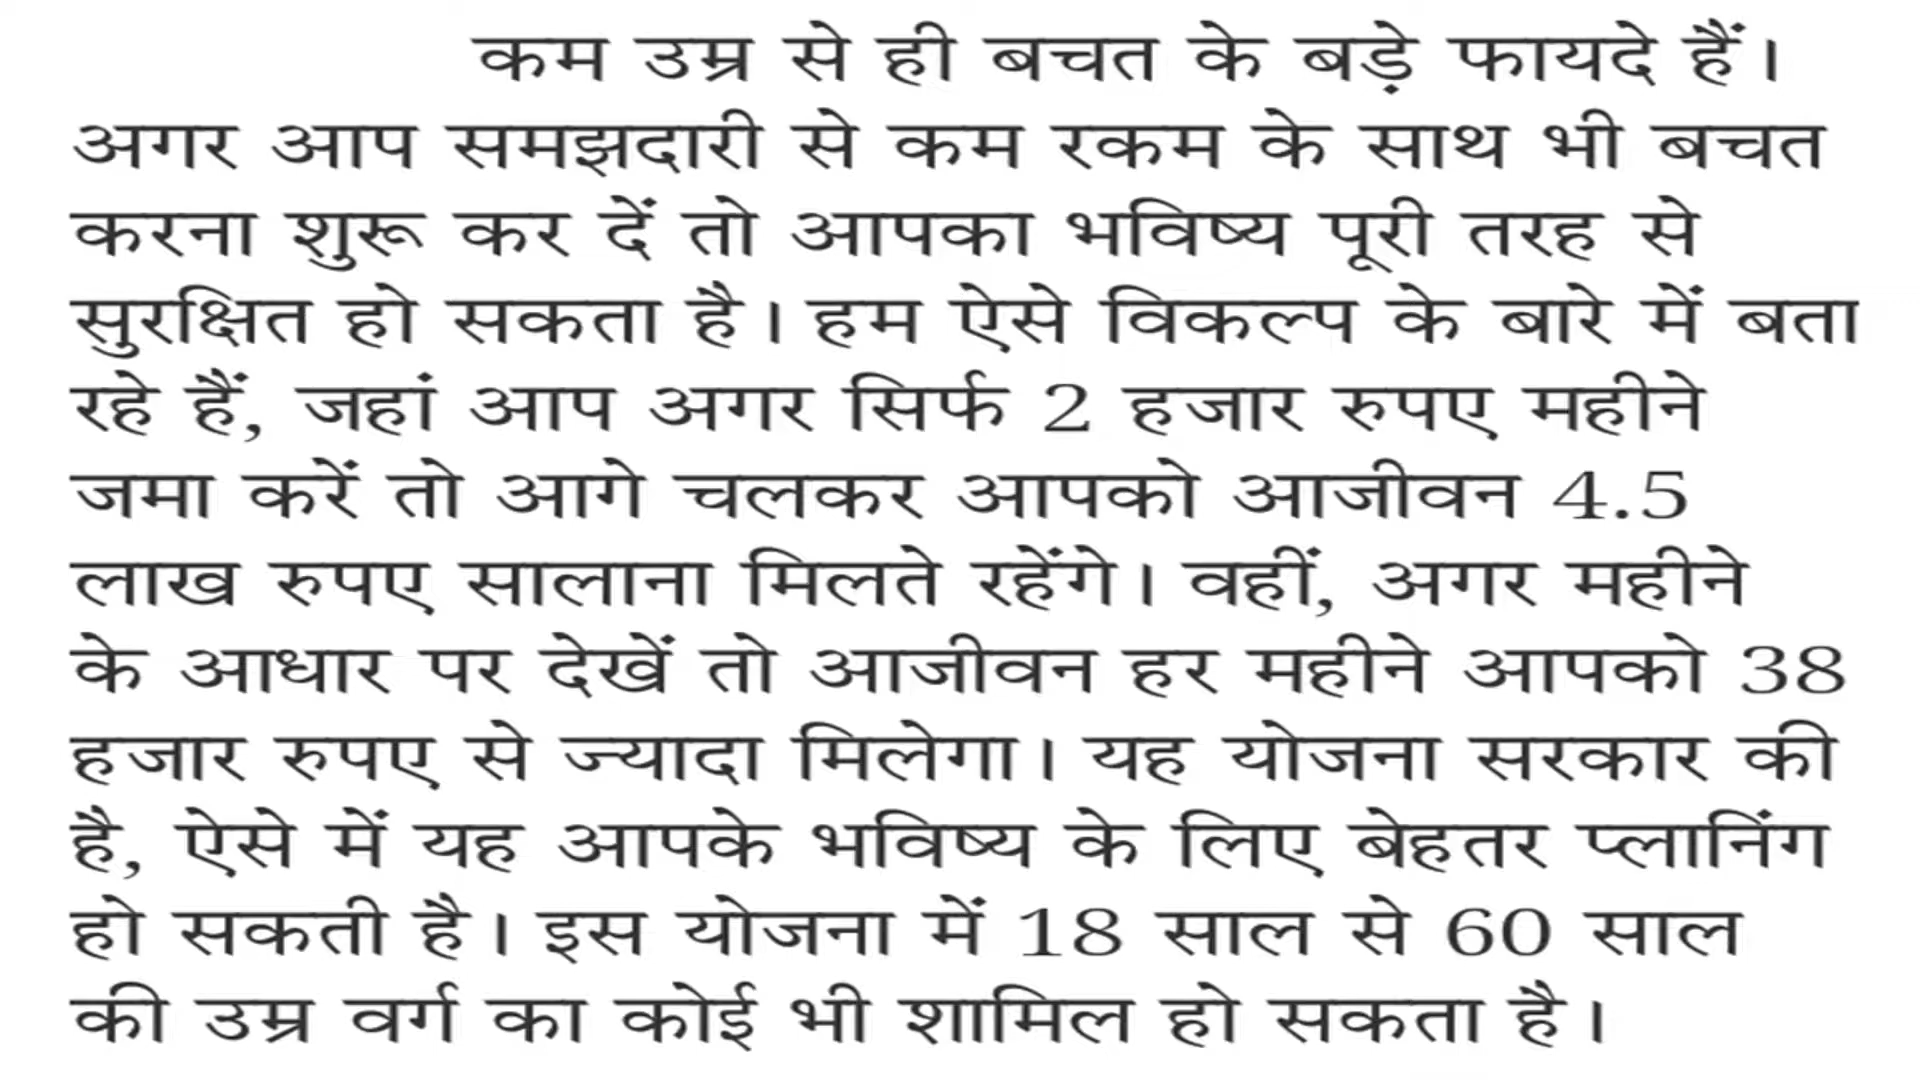 कम उम्र से ही बचत के बड़े फायदे हैं।
अगर आप समझदारी से कम रकम के साथ भी बचत
करना शुरू कर दें तो आपका भविष्य पूरी तरह से
सुरक्षित हो सकता है। हम ऐसे विकल्प के बारे में बता
रहे हैं, जहां आप अगर सिर्फ 2 हजार रुपए महीने
जमा करें तो आगे चलकर आपको आजीवन 4.5
लाख रुपए सालाना मिलते रहेंगे। वहीं, अगर महीने
के आधार पर देखें तो आजीवन हर महीने आपको 38
हजार रुपए से ज्यादा मिलेगा। यह योजना सरकार की
है, ऐसे में यह आपके भविष्य के लिए बेहतर प्लानिंग
हो सकती है। इस योजना में 18 साल से 60 साल
की उम्र वर्ग का कोई भी शामिल हो सकता है।